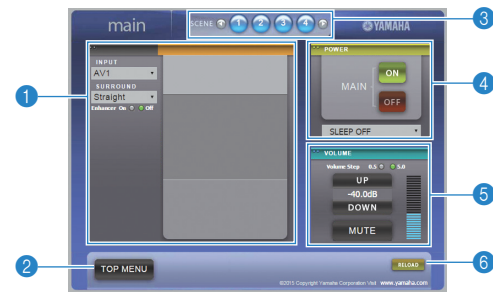 main
SCENE 1 2 3 4
YAMAHA
3
1
INPUT
AV1
SURROUND
Straight
Enhancer On Off
POWER
MAIN
ON
OFF
SLEEP OFF
4
VOLUME
Volume Step 0.5 5.0
UP
-40.0dB
DOWN
MUTE
5
2
TOP MENU
RELOAD
6
©2015 Copyright Yamaha Corporation Visit www.yamaha.com